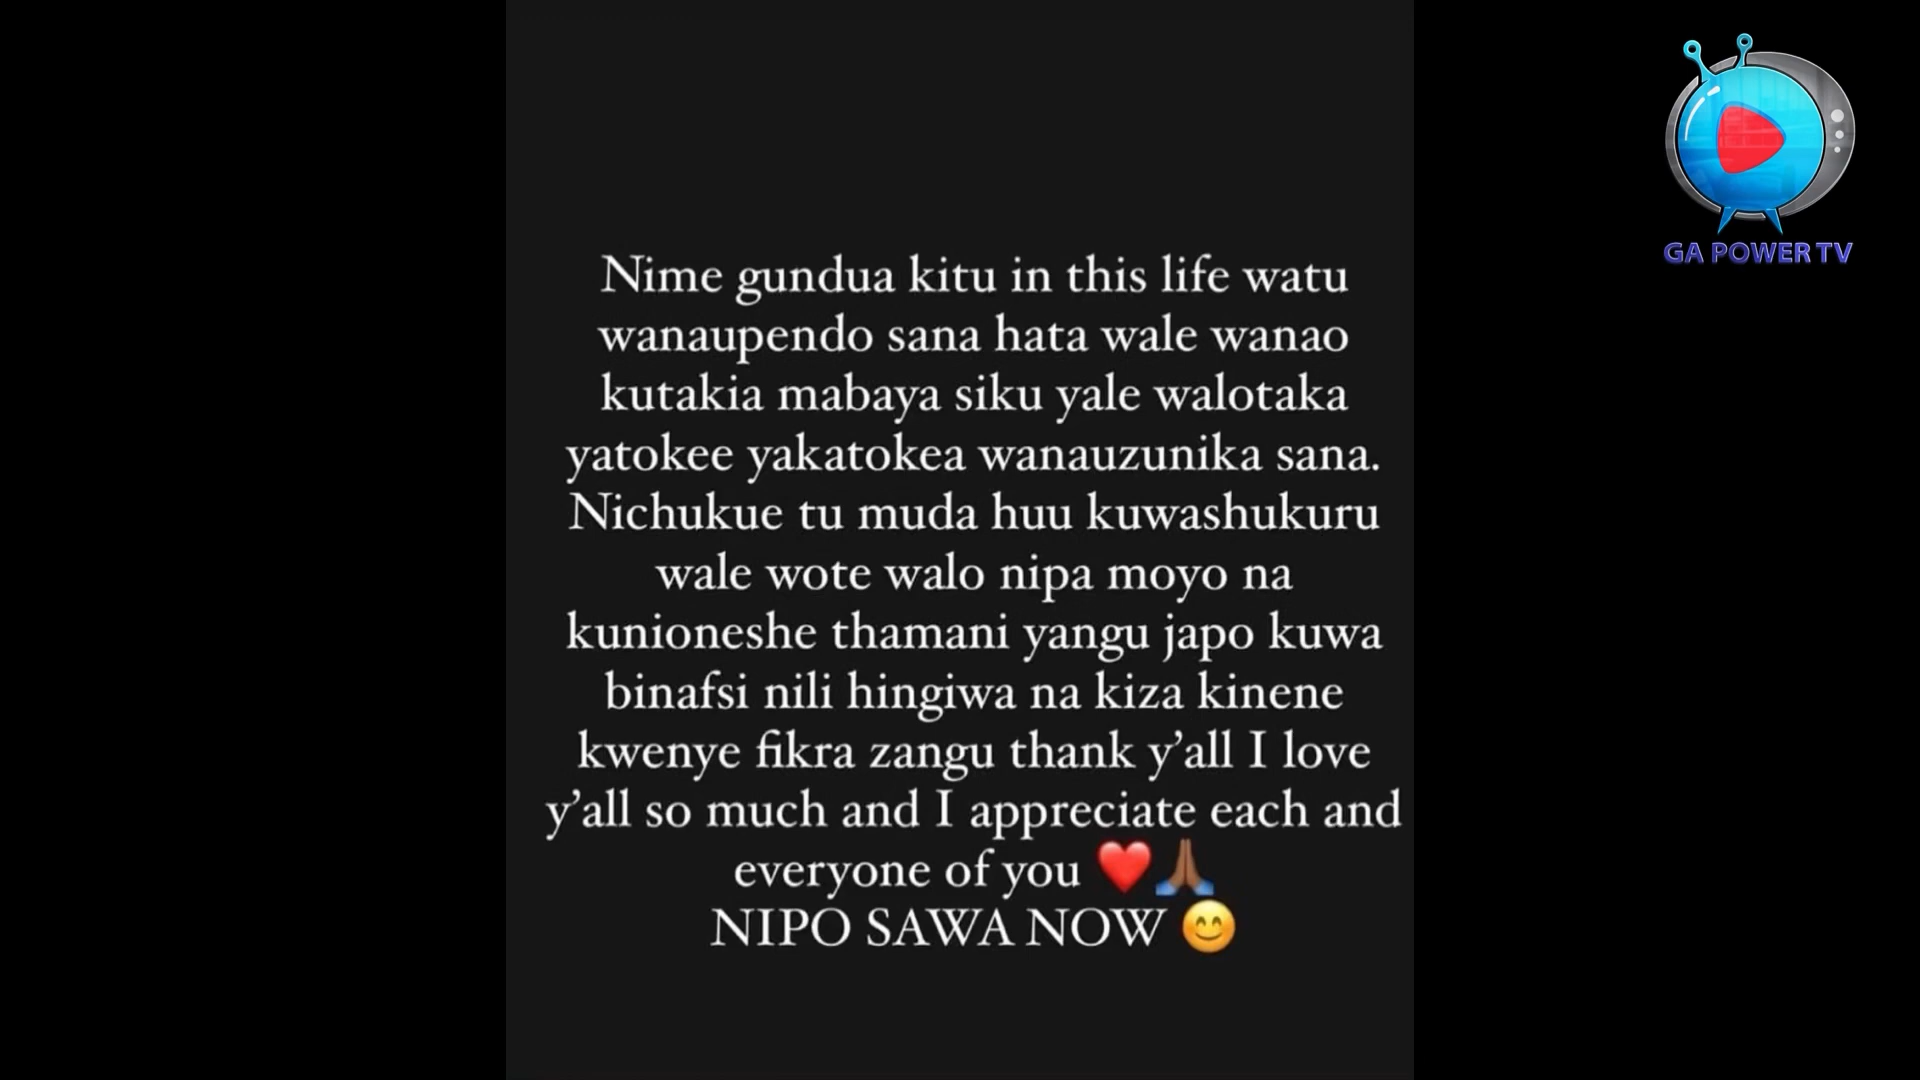 GA POWER TV
Nime gundua kitu in this life watu
wanaupendo sana hata wale wanao
kutakia mabaya siku yale walotaka
yatokee yakatokea wanauzunika sana.
Nichukue tu muda huu kuwashukuru
wale wote walo nipa moyo na
kunioneshe thamani yangu japo kuwa
binafsi nili hingiwa na kiza kinene
kwenye fikra zangu thank y’all I love
y’all so much and I appreciate each and
everyone of you ❤️🙏🏾
NIPO SAWA NOW 😊